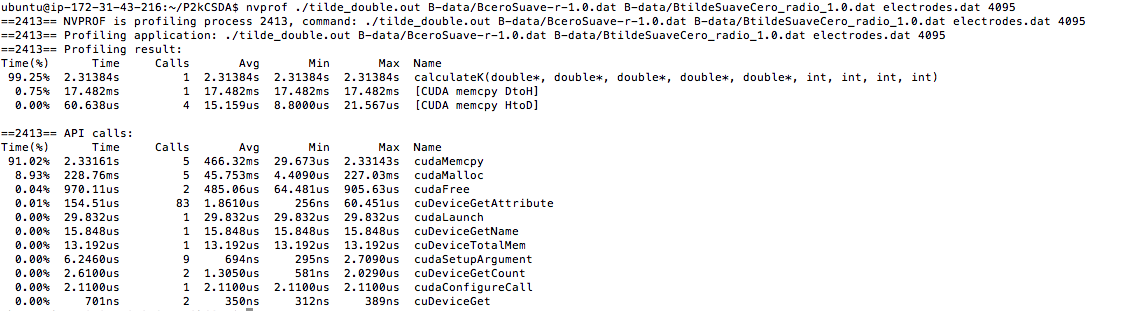 ubuntu@ip-172-31-43-216:~/P2kCSDA$ nvprof ./tilde_double.out B-data/BceroSuave-r-1.0.dat B-data/BtildeSuaveCero_radio_1.0.dat electrodes.dat 4095
==2413== NVPROF is profiling process 2413, command: ./tilde_double.out B-data/BceroSuave-r-1.0.dat B-data/BtildeSuaveCero_radio_1.0.dat electrodes.dat 4095
==2413== Profiling application: ./tilde_double.out B-data/BceroSuave-r-1.0.dat B-data/BtildeSuaveCero_radio_1.0.dat electrodes.dat 4095
==2413== Profiling result:
Time(%)      Time     Calls       Avg       Min       Max  Name
 99.25%  2.31384s         1  2.31384s  2.31384s  2.31384s  calculateK(double*, double*, double*, double*, double*, int, int, int, int)
  0.75%  17.482ms         1  17.482ms  17.482ms  17.482ms  [CUDA memcpy DtoH]
  0.00%  60.638us         4  15.159us  8.8000us  21.567us  [CUDA memcpy HtoD]
==2413== API calls:
Time(%)      Time     Calls       Avg       Min       Max  Name
 91.02%  2.33161s         5  466.32ms  29.673us  2.33143s  cudaMemcpy
  8.93%  228.76ms         5  45.753ms  4.4090us  227.03ms  cudaMalloc
  0.04%  970.11us         2  485.06us  64.481us  905.63us  cudaFree
  0.01%  154.51us        83  1.8610us     256ns  60.451us  cuDeviceGetAttribute
  0.00%  29.832us         1  29.832us  29.832us  29.832us  cudaLaunch
  0.00%  15.848us         1  15.848us  15.848us  15.848us  cuDeviceGetName
  0.00%  13.192us         1  13.192us  13.192us  13.192us  cuDeviceTotalMem
  0.00%  6.2460us         9     694ns     295ns  2.7090us  cudaSetupArgument
  0.00%  2.6100us         2  1.3050us     581ns  2.0290us  cuDeviceGetCount
  0.00%  2.1100us         1  2.1100us  2.1100us  2.1100us  cudaConfigureCall
  0.00%     701ns         2     350ns     312ns     389ns  cuDeviceGet